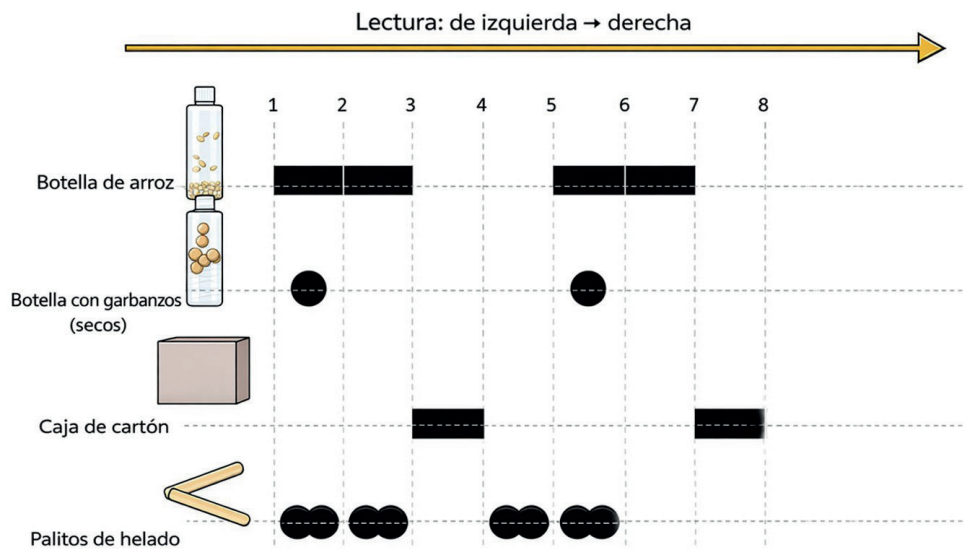 Lectura: de izquierda → derecha
1 2 3 4 5 6 7 8
Botella de arroz
Botella con garbanzos
(secos)
Caja de cartón
Palitos de helado